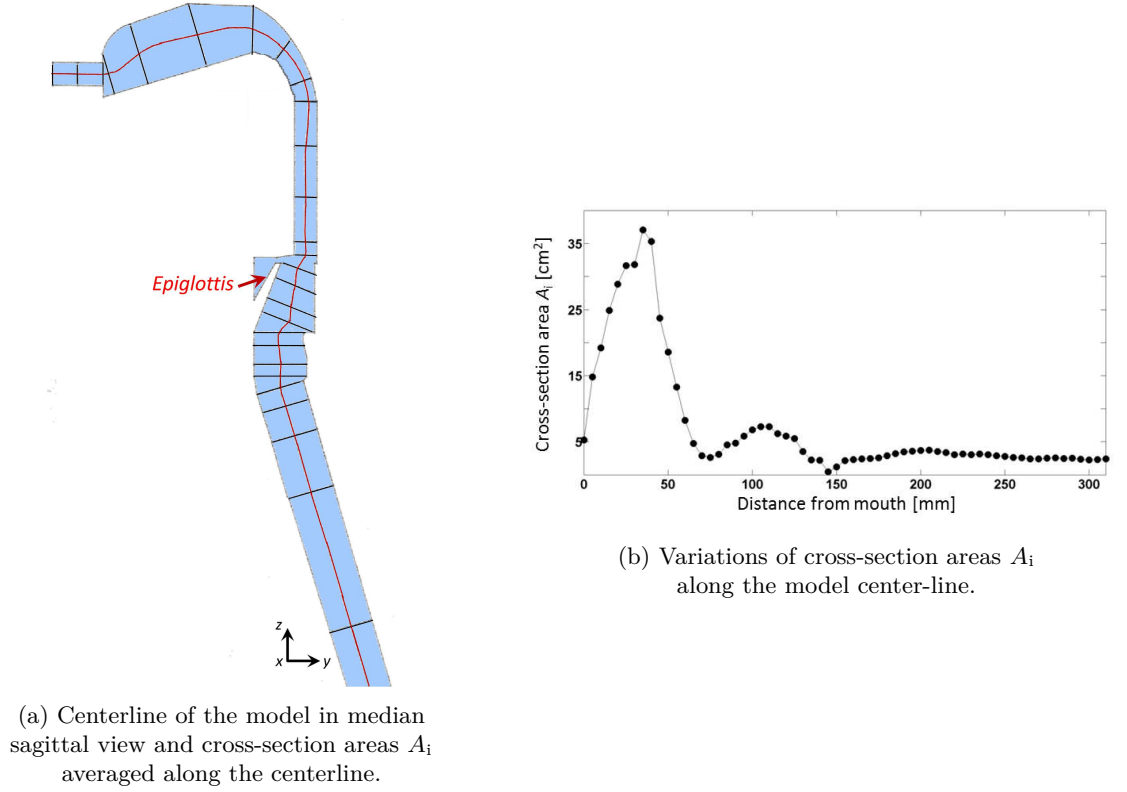 Epiglottis
z
x
y
(a) Centerline of the model in median
sagittal view and cross-section areas Ai
averaged along the centerline.
Cross-section area Ai [cm²]
35
25
15
5
0
50
100
150
200
250
300
Distance from mouth [mm]
(b) Variations of cross-section areas Ai
along the model center-line.